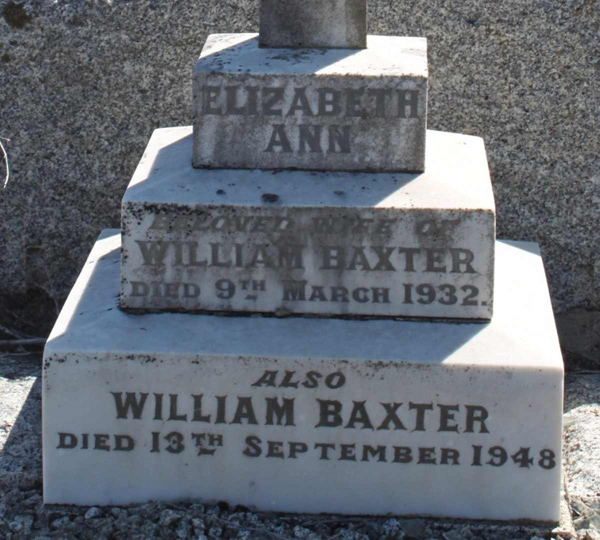 ELIZABETH
ANN
BELOVED WIFE OF
WILLIAM BAXTER
DIED 9TH MARCH 1932.
ALSO
WILLIAM BAXTER
DIED 13TH SEPTEMBER 1948